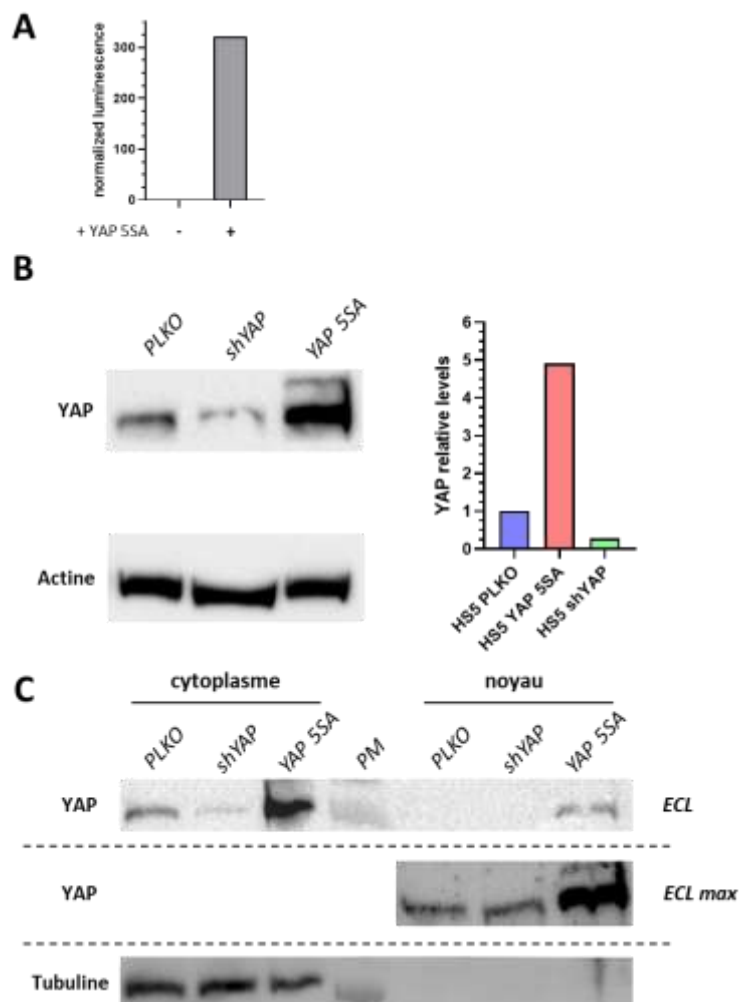 A
normalized luminescence
300
200
100
0
+ YAP 5SA - +
B
PLKO shYAP YAP 5SA
YAP
Actine
YAP relative levels
6
5
4
3
2
1
0
HS5 PLKO
HS5 YAP 5SA
HS5 shYAP
C
cytoplasme noyau
PLKO shYAP YAP 5SA PM PLKO shYAP YAP 5SA
YAP ECL
YAP ECL max
Tubuline